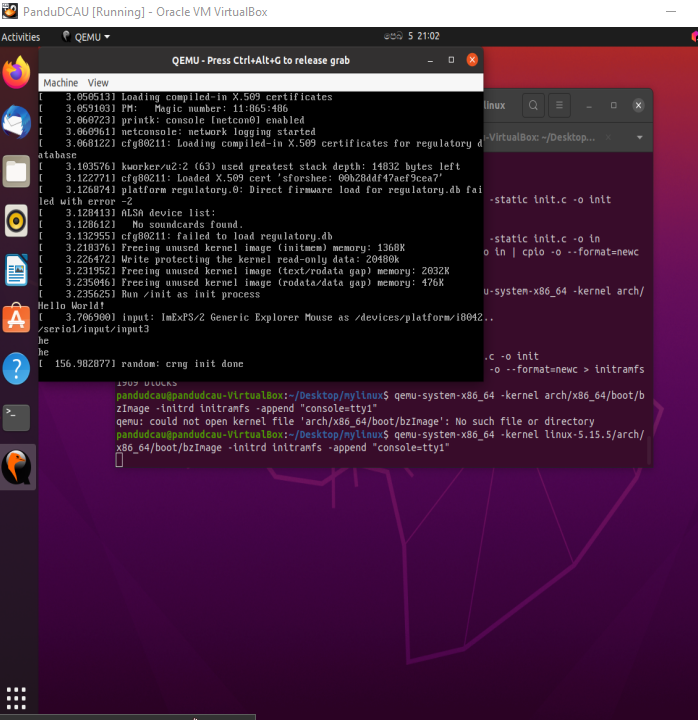 PanduDCAU [Running] - Oracle VM VirtualBox
Activities
QEMU
පෙබ 5 21:02
QEMU - Press Ctrl+Alt+G to release grab
Machine View
[ 3.050513] Loading compiled-in X.509 certificates
[ 3.059103] PM: Magic number: 11:865:486
[ 3.060723] printk: console [netcon0] enabled
[ 3.060961] netconsole: network logging started
[ 3.068122] cfg80211: Loading compiled-in X.509 certificates for regulatory d
atabase
[ 3.103576] kworker/u2:2 (63) used greatest stack depth: 14832 bytes left
[ 3.122771] cfg80211: Loaded X.509 cert 'sforshee: 00b28ddf47aef9cea7'
[ 3.126874] platform regulatory.0: Direct firmware load for regulatory.db fai
led with error -2
[ 3.128413] ALSA device list:
[ 3.128612] No soundcards found.
[ 3.132955] cfg80211: failed to load regulatory.db
[ 3.218376] Freeing unused kernel image (initmem) memory: 1368K
[ 3.226472] Write protecting the kernel read-only data: 20480k
[ 3.231952] Freeing unused kernel image (text/rodata gap) memory: 2032K
[ 3.235046] Freeing unused kernel image (rodata/data gap) memory: 476K
[ 3.235625] Run /init as init process
Hello World!
[ 3.706900] input: ImExPS/2 Generic Explorer Mouse as /devices/platform/i8042
/serio1/input/input3
he
he
[ 156.982877] random: crng init done
linux
-VirtualBox: ~/Desktop...
-static init.c -o init
-static init.c -o in
o in | cpio -o --format=newc
u-system-x86_64 -kernel arch/
.c -o init
-o --format=newc > initramfs
1909 blocks
pandudcau@pandudcau-VirtualBox:~/Desktop/mylinux$ qemu-system-x86_64 -kernel arch/x86_64/boot/b
zImage -initrd initramfs -append "console=tty1"
qemu: could not open kernel file 'arch/x86_64/boot/bzImage': No such file or directory
pandudcau@pandudcau-VirtualBox:~/Desktop/mylinux$ qemu-system-x86_64 -kernel linux-5.15.5/arch/
x86_64/boot/bzImage -initrd initramfs -append "console=tty1"